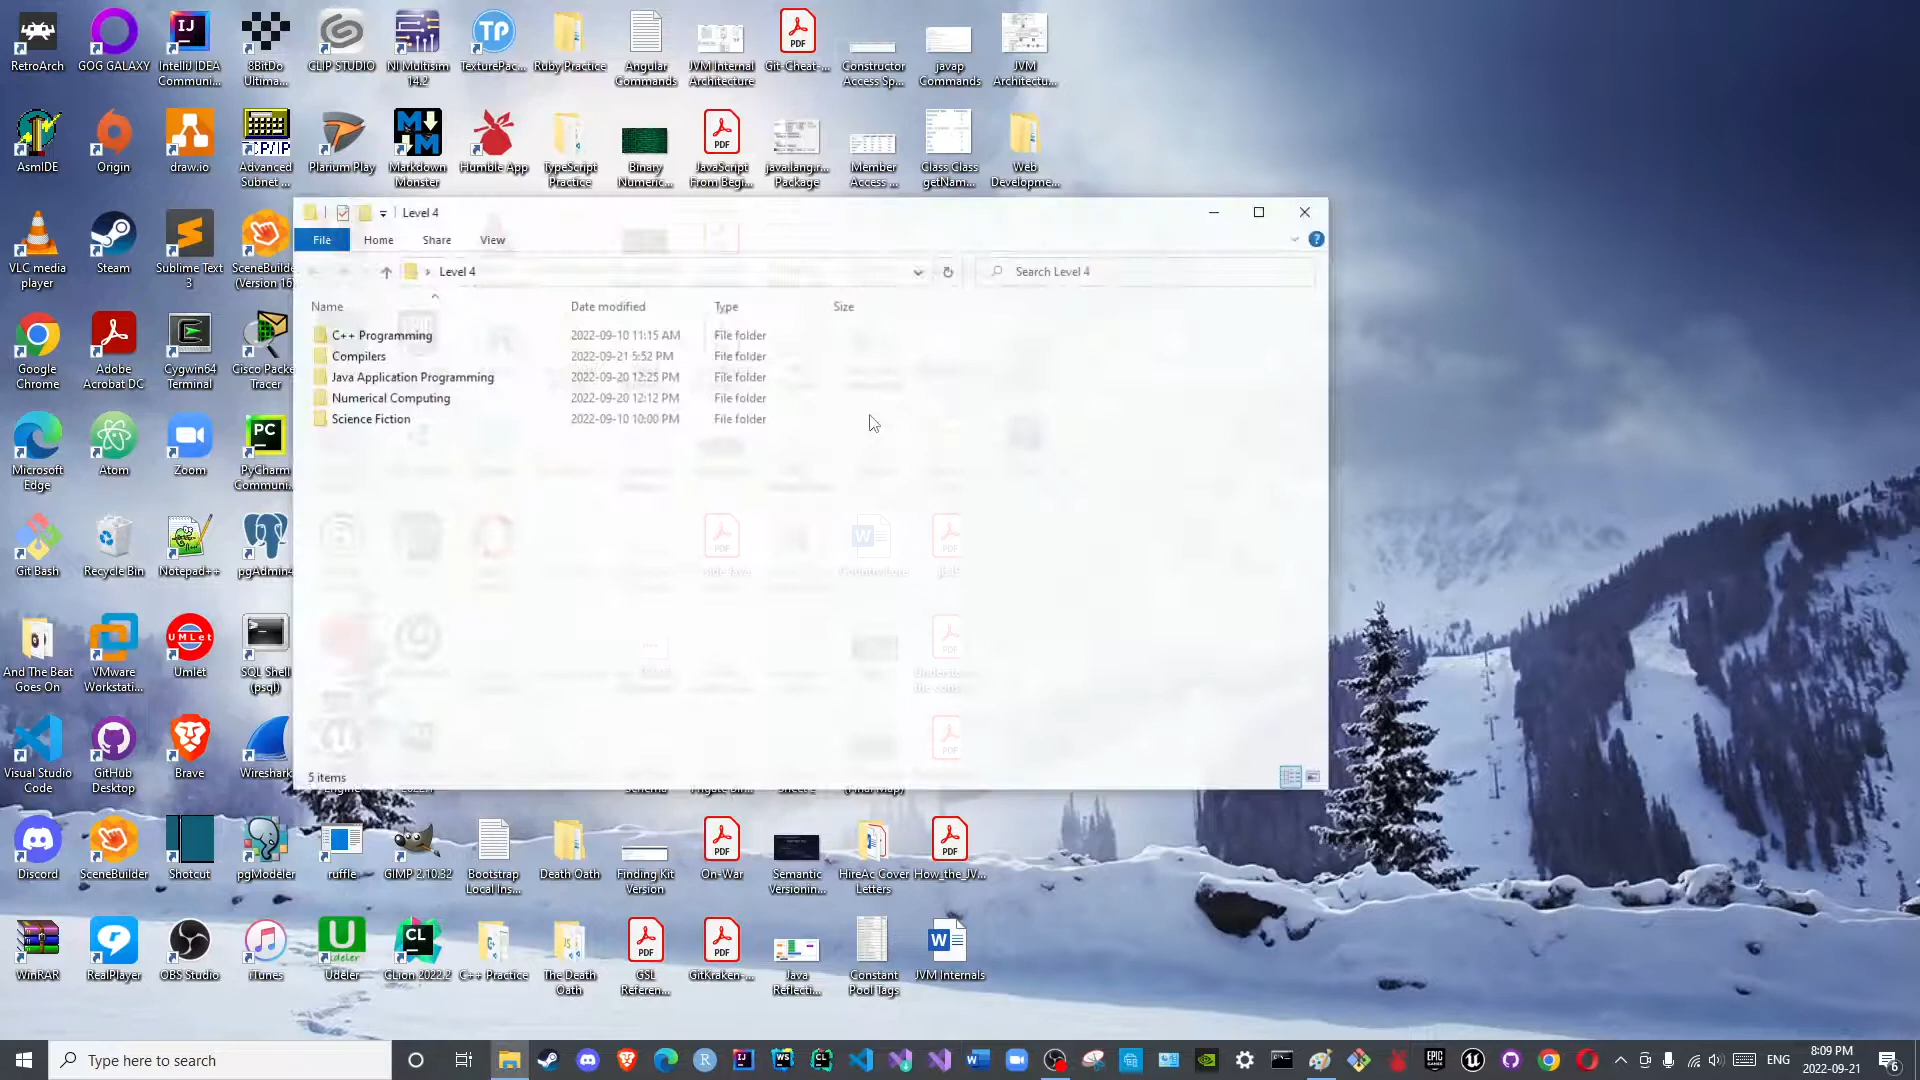 RetroArch
GOG GALAXY
IntelliJ IDEA
Communi...
8BitDo
Ultima...
CLIP STUDIO
NI Multisim
14.2
TexturePac...
Ruby Practice
Angular
Commands
JVM Internal
Architecture
Git-Cheat-...
Constructor
Access Sp...
javap
Commands
JVM
Architectu...
AsmIDE
Origin
draw.io
Advanced
Subnet ...
Plarium Play
Markdown
Monster
Humble App
TypeScript
Practice
Binary
Numeric...
JavaScript
From Begi...
java.lang.r...
Package
Member
Access ...
Class Class
getNam...
Web
Developme...
Level 4
File
Home
Share
View
Level 4
Search Level 4
Name
Date modified
Type
Size
C++ Programming
2022-09-10 11:15 AM
File folder
Compilers
2022-09-21 5:52 PM
File folder
Java Application Programming
2022-09-20 12:25 PM
File folder
Numerical Computing
2022-09-20 12:12 PM
File folder
Science Fiction
2022-09-10 10:00 PM
File folder
5 items
VLC media
player
Steam
Sublime Text
3
SceneBuilde
(Version 16)
Google
Chrome
Adobe
Acrobat DC
Cygwin64
Terminal
Cisco Packe
Tracer
Microsoft
Edge
Atom
Zoom
PyCharm
Communi...
Git Bash
Recycle Bin
Notepad++
pgAdmin4
And The Beat
Goes On
VMware
Workstati...
Umlet
SQL Shell
(psql)
Visual Studio
Code
GitHub
Desktop
Brave
Wireshark
Discord
SceneBuilder
Shotcut
pgModeler
ruffle
GIMP 2.10.32
Bootstrap
Local Ins...
Death Oath
Finding Kit
Version
On-War
Semantic
Versionin...
HireAc Cover
Letters
How_the_JV...
WinRAR
RealPlayer
OBS Studio
iTunes
Udeler
CLion 2022.2
C++ Practice
The Death
Oath
GSL
Referen...
GitKraken-...
Java
Reflecti...
Constant
Pool Tags
JVM Internals
Type here to search
ENG
8:09 PM
2022-09-21
6